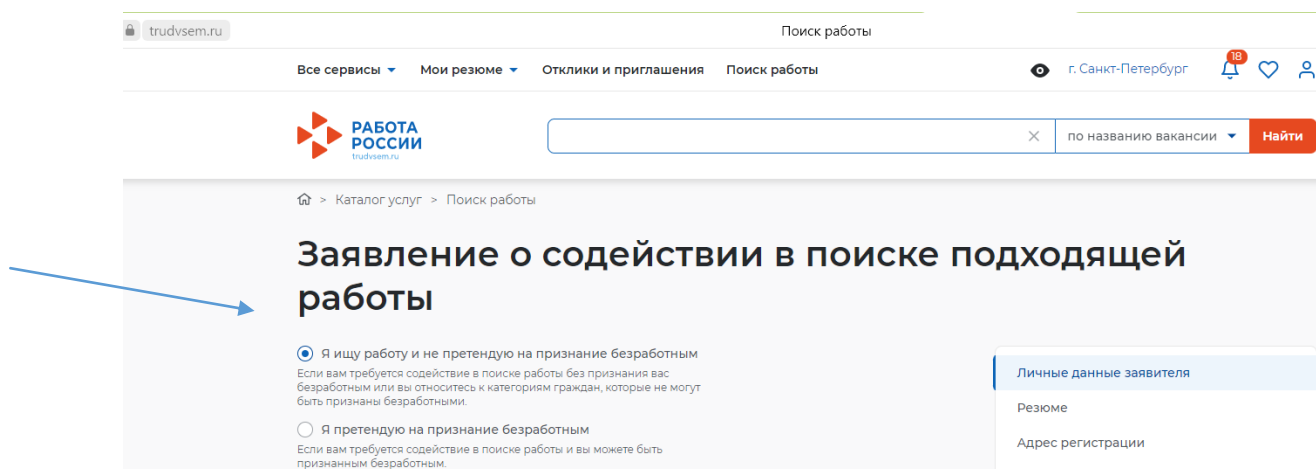 trudvsem.ru
Поиск работы
Все сервисы Мои резюме Отклики и приглашения Поиск работы г. Санкт-Петербург 18
РАБОТА
РОССИИ
trudvsem.ru
по названию вакансии Найти
> Каталог услуг > Поиск работы
Заявление о содействии в поиске подходящей
работы
Я ищу работу и не претендую на признание безработным
Если вам требуется содействие в поиске работы без признания вас
безработным или вы относитесь к категориям граждан, которые не могут
быть признаны безработными.
Я претендую на признание безработным
Если вам требуется содействие в поиске работы и вы можете быть
признанным безработным.
Личные данные заявителя
Резюме
Адрес регистрации